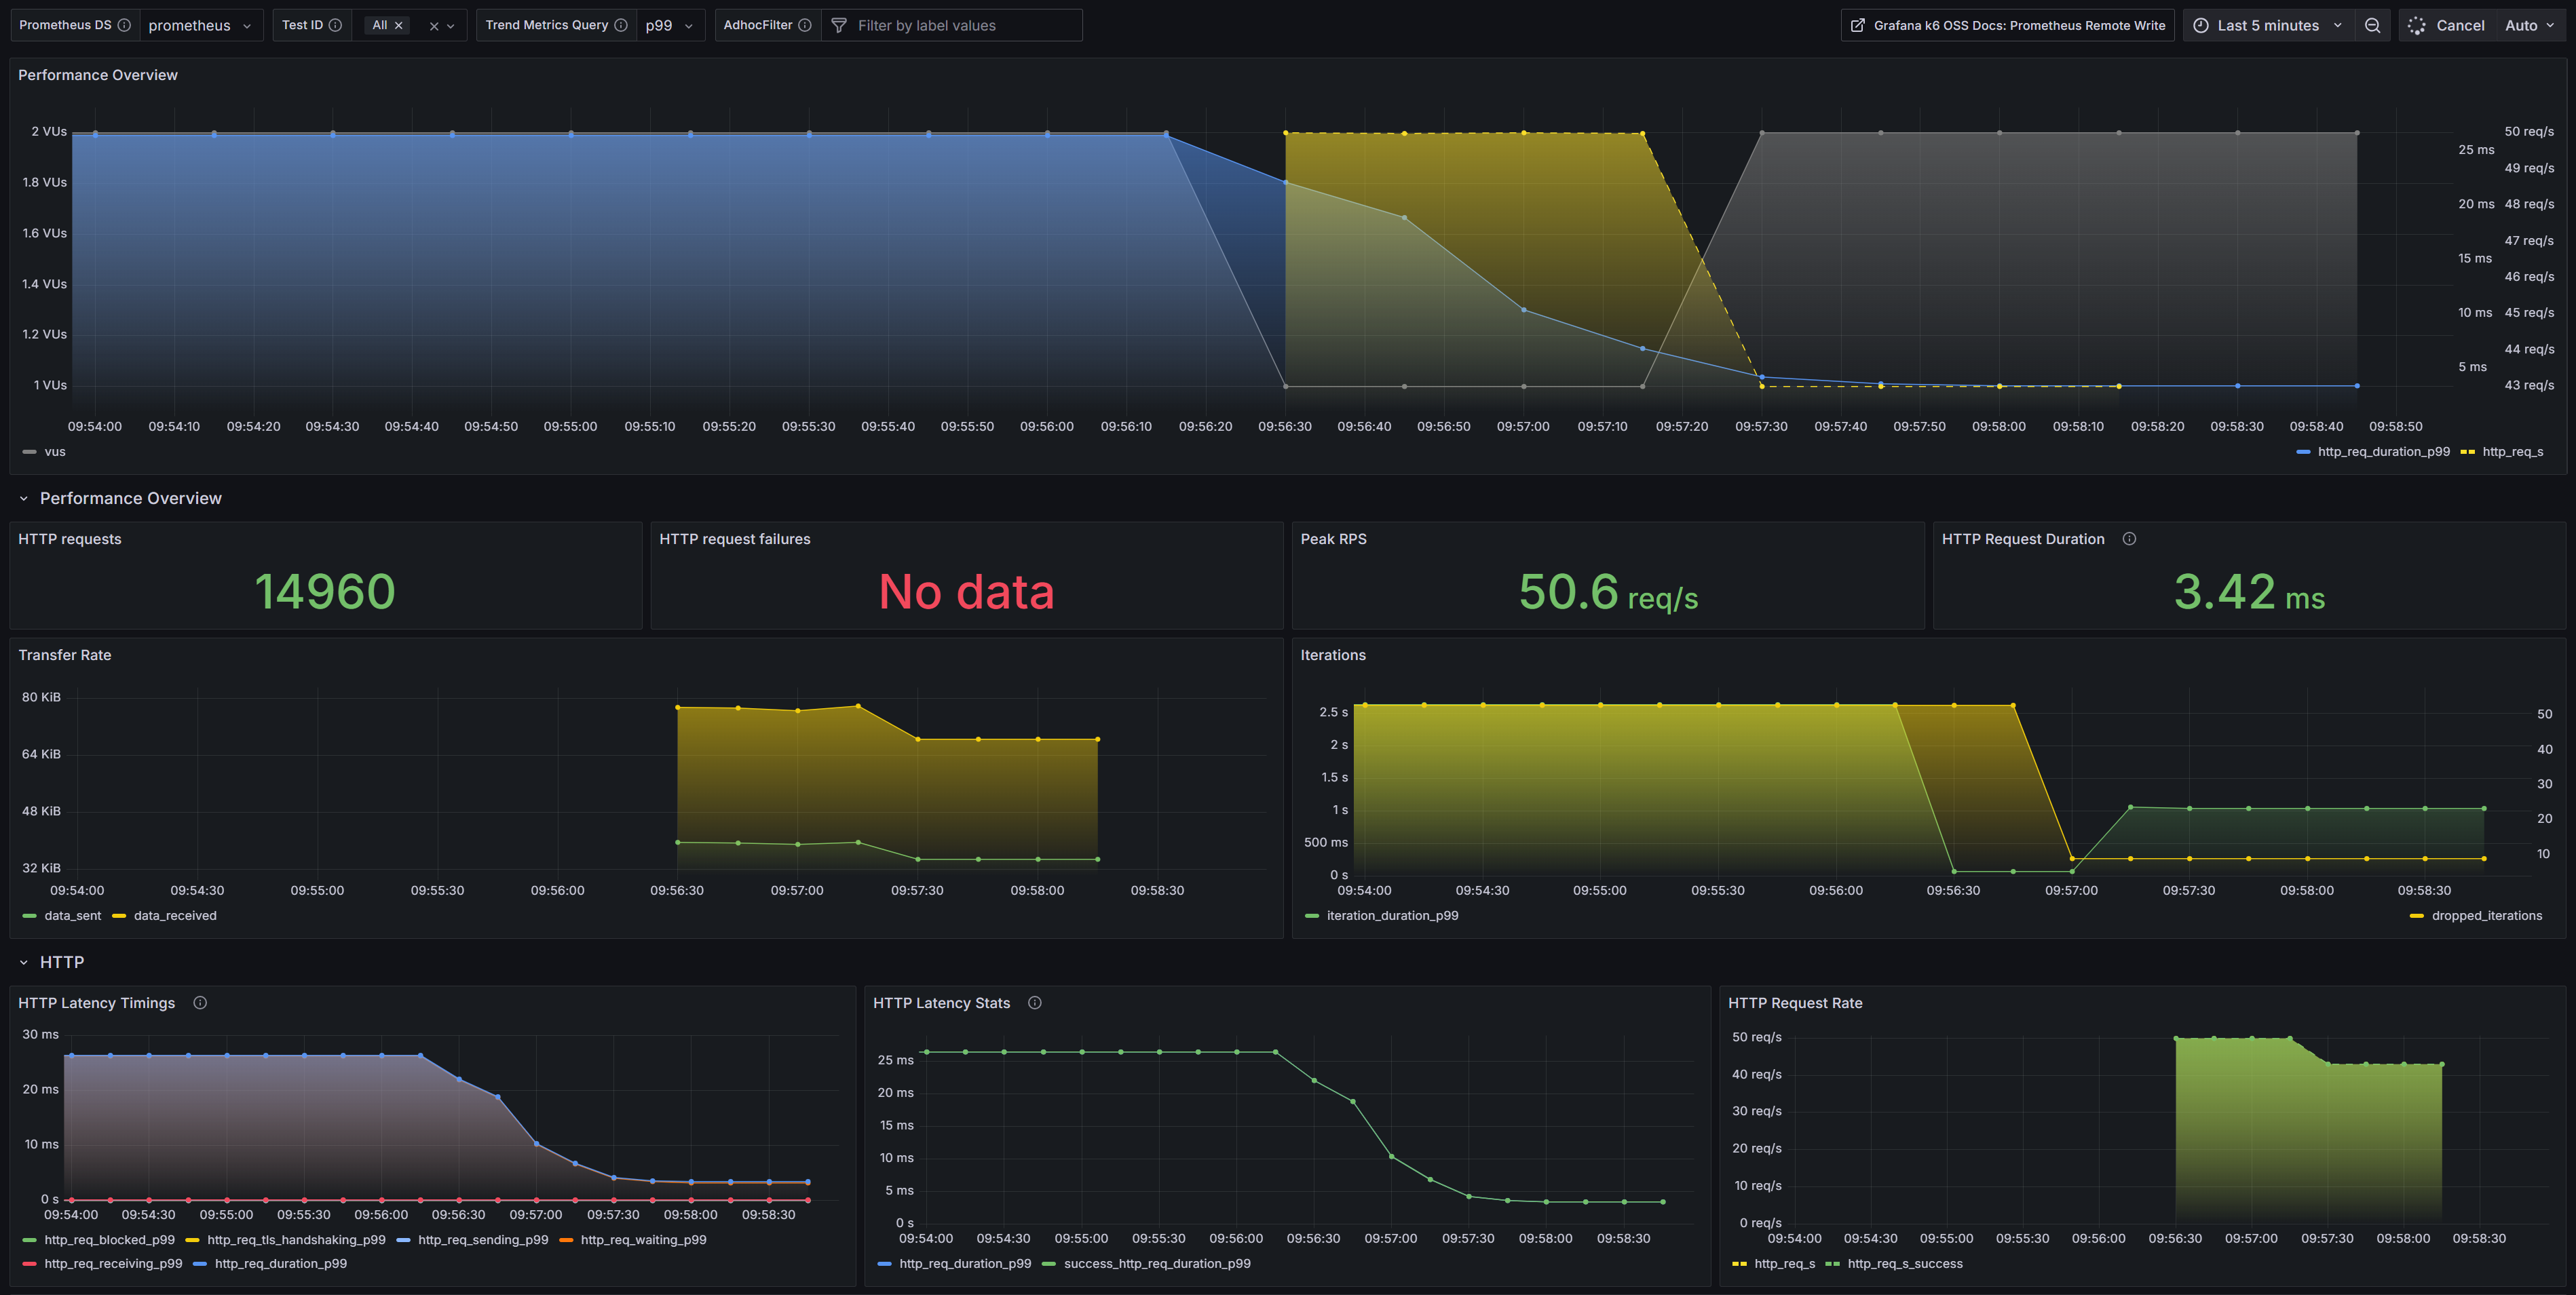 Prometheus DS prometheus Test ID All Trend Metrics Query p99 AdhocFilter Filter by label values Grafana k6 OSS Docs: Prometheus Remote Write Last 5 minutes Cancel Auto
Performance Overview
2 VUs
1.8 VUs
1.6 VUs
1.4 VUs
1.2 VUs
1 VUs
25 ms
20 ms
15 ms
10 ms
5 ms
50 req/s
49 req/s
48 req/s
47 req/s
46 req/s
45 req/s
44 req/s
43 req/s
09:54:00 09:54:10 09:54:20 09:54:30 09:54:40 09:54:50 09:55:00 09:55:10 09:55:20 09:55:30 09:55:40 09:55:50 09:56:00 09:56:10 09:56:20 09:56:30 09:56:40 09:56:50 09:57:00 09:57:10 09:57:20 09:57:30 09:57:40 09:57:50 09:58:00 09:58:10 09:58:20 09:58:30 09:58:40 09:58:50
vus http_req_duration_p99 http_req_s
Performance Overview
HTTP requests
14960
HTTP request failures
No data
Peak RPS
50.6 req/s
HTTP Request Duration
3.42 ms
Transfer Rate
80 KiB
64 KiB
48 KiB
32 KiB
09:54:00 09:54:30 09:55:00 09:55:30 09:56:00 09:56:30 09:57:00 09:57:30 09:58:00 09:58:30
data_sent data_received
Iterations
2.5 s
2 s
1.5 s
1 s
500 ms
0 s
50
40
30
20
10
09:54:00 09:54:30 09:55:00 09:55:30 09:56:00 09:56:30 09:57:00 09:57:30 09:58:00 09:58:30
iteration_duration_p99 dropped_iterations
HTTP
HTTP Latency Timings
30 ms
20 ms
10 ms
0 s
09:54:00 09:54:30 09:55:00 09:55:30 09:56:00 09:56:30 09:57:00 09:57:30 09:58:00 09:58:30
http_req_blocked_p99 http_req_tls_handshaking_p99 http_req_sending_p99 http_req_waiting_p99
http_req_receiving_p99 http_req_duration_p99
HTTP Latency Stats
25 ms
20 ms
15 ms
10 ms
5 ms
0 s
09:54:00 09:54:30 09:55:00 09:55:30 09:56:00 09:56:30 09:57:00 09:57:30 09:58:00 09:58:30
http_req_duration_p99 success_http_req_duration_p99
HTTP Request Rate
50 req/s
40 req/s
30 req/s
20 req/s
10 req/s
0 req/s
09:54:00 09:54:30 09:55:00 09:55:30 09:56:00 09:56:30 09:57:00 09:57:30 09:58:00 09:58:30
http_req_s http_req_s_success